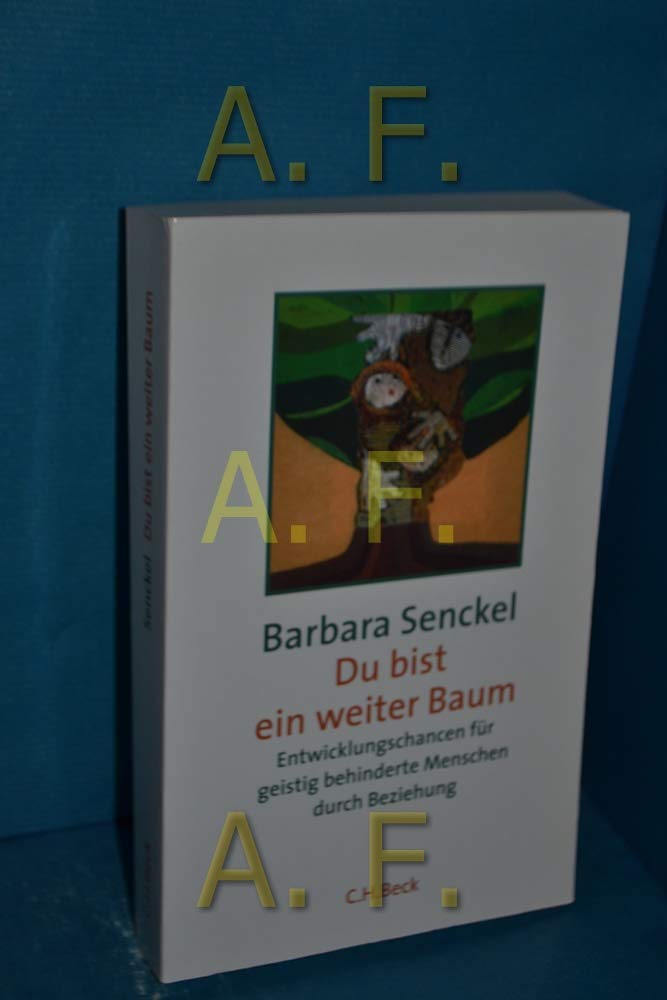 A. F.
Senckel Du bist ein weiter Baum
A. F.
Barbara Senckel
Du bist
ein weiter Baum
Entwicklungschancen für
geistig behinderte Menschen
durch Beziehung
A. F.
C.H.Beck
C.H.Beck